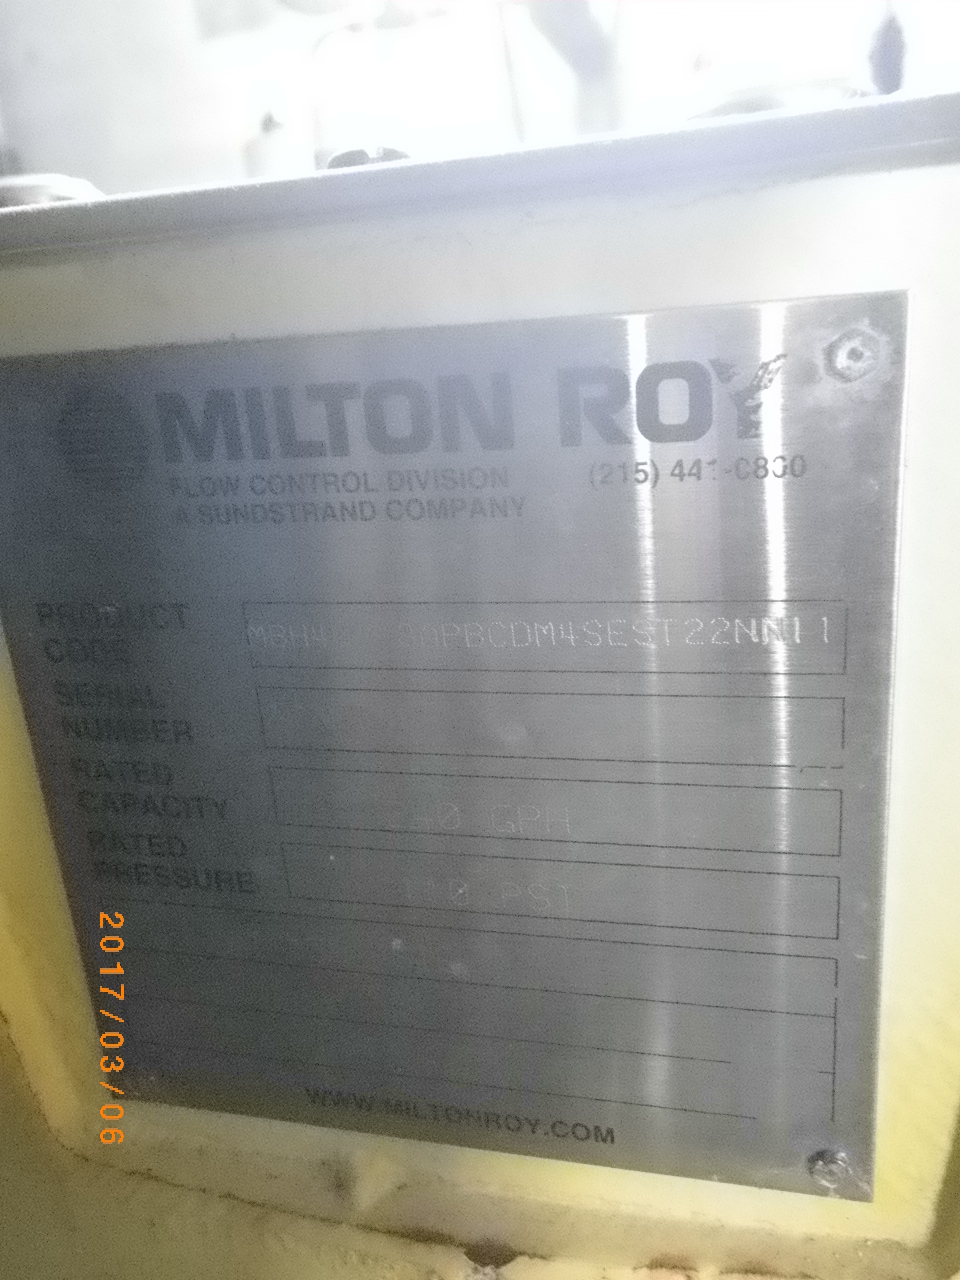 MILTON ROY
FLOW CONTROL DIVISION (215) 441-0800
A SUNDSTRAND COMPANY
PRODUCT
CODE
SERIAL
NUMBER
RATED
CAPACITY GPH
RATED
PRESSURE PSI
WWW.MILTONROY.COM
2017/03/06